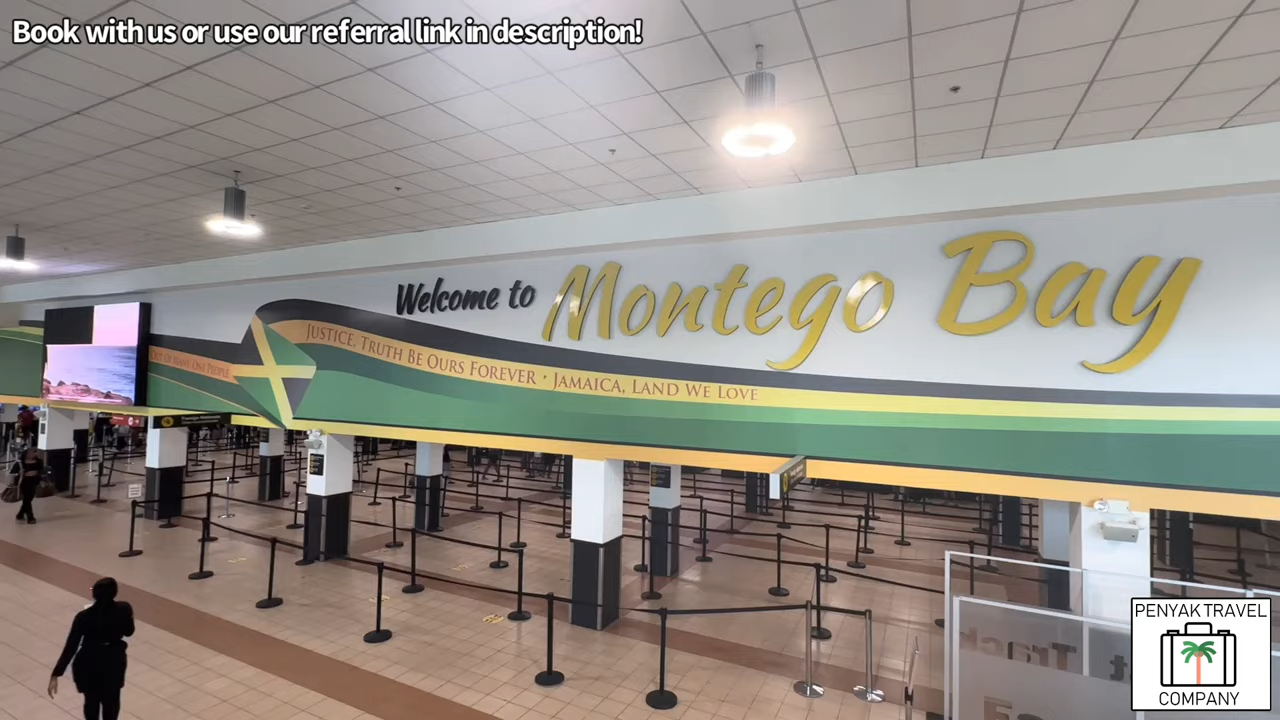 Book with us or use our referral link in description!
Welcome to Montego Bay
JUSTICE, TRUTH BE OURS FOREVER • JAMAICA, LAND WE LOVE
OUT OF MANY, ONE PEOPLE
PENYAK TRAVEL
COMPANY